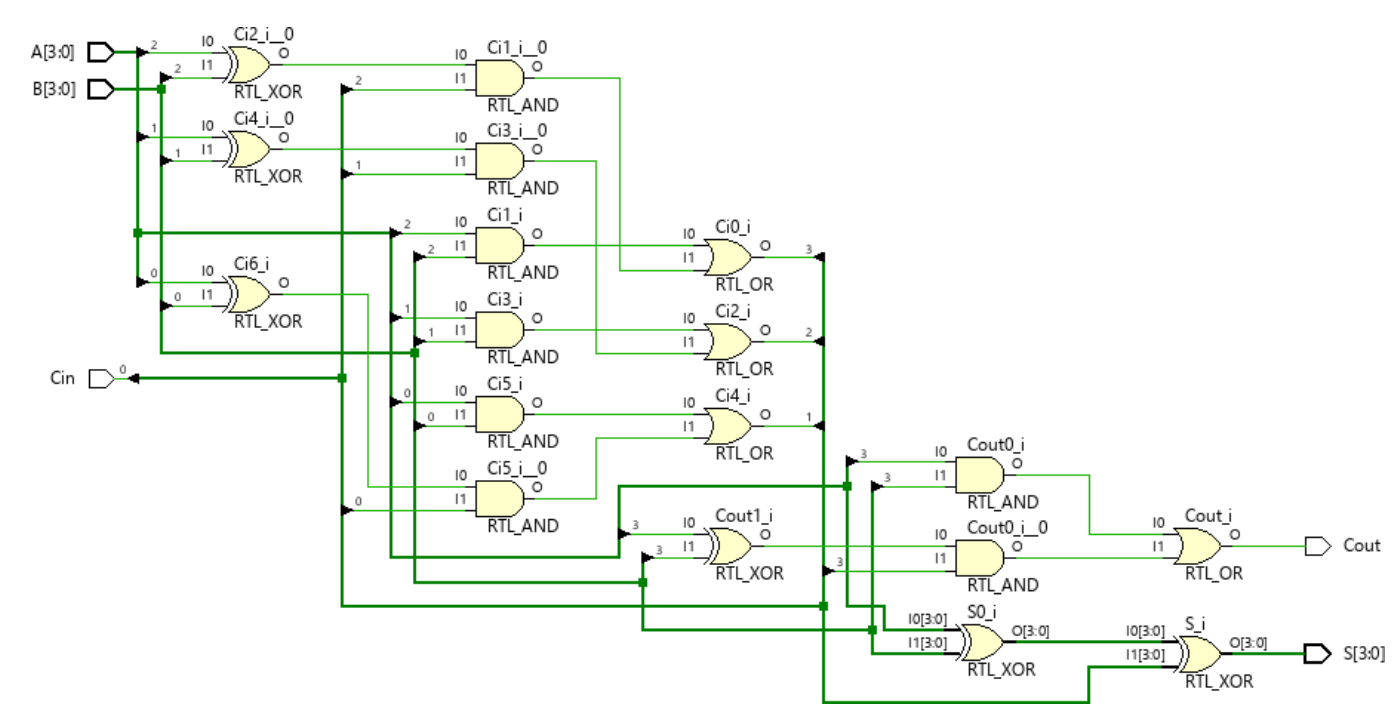 A[3:0]
B[3:0]
2
2
I0
I1
Ci2_i__0
O
RTL_XOR
1
1
I0
I1
Ci4_i__0
O
RTL_XOR
0
0
I0
I1
Ci6_i
O
RTL_XOR
Cin
0
2
I0
I1
Ci1_i__0
O
RTL_AND
1
I0
I1
Ci3_i__0
O
RTL_AND
2
2
I0
I1
Ci1_i
O
RTL_AND
1
1
I0
I1
Ci3_i
O
RTL_AND
0
0
I0
I1
Ci5_i
O
RTL_AND
0
I0
I1
Ci5_i__0
O
RTL_AND
I0
I1
Ci0_i
O
RTL_OR
3
I0
I1
Ci2_i
O
RTL_OR
2
I0
I1
Ci4_i
O
RTL_OR
1
3
3
I0
I1
Cout1_i
O
RTL_XOR
3
3
I0
I1
Cout0_i
O
RTL_AND
3
I0
I1
Cout0_i__0
O
RTL_AND
I0
I1
Cout_i
O
RTL_OR
Cout
I0[3:0]
I1[3:0]
S0_i
O[3:0]
RTL_XOR
I0[3:0]
I1[3:0]
S_i
O[3:0]
RTL_XOR
S[3:0]